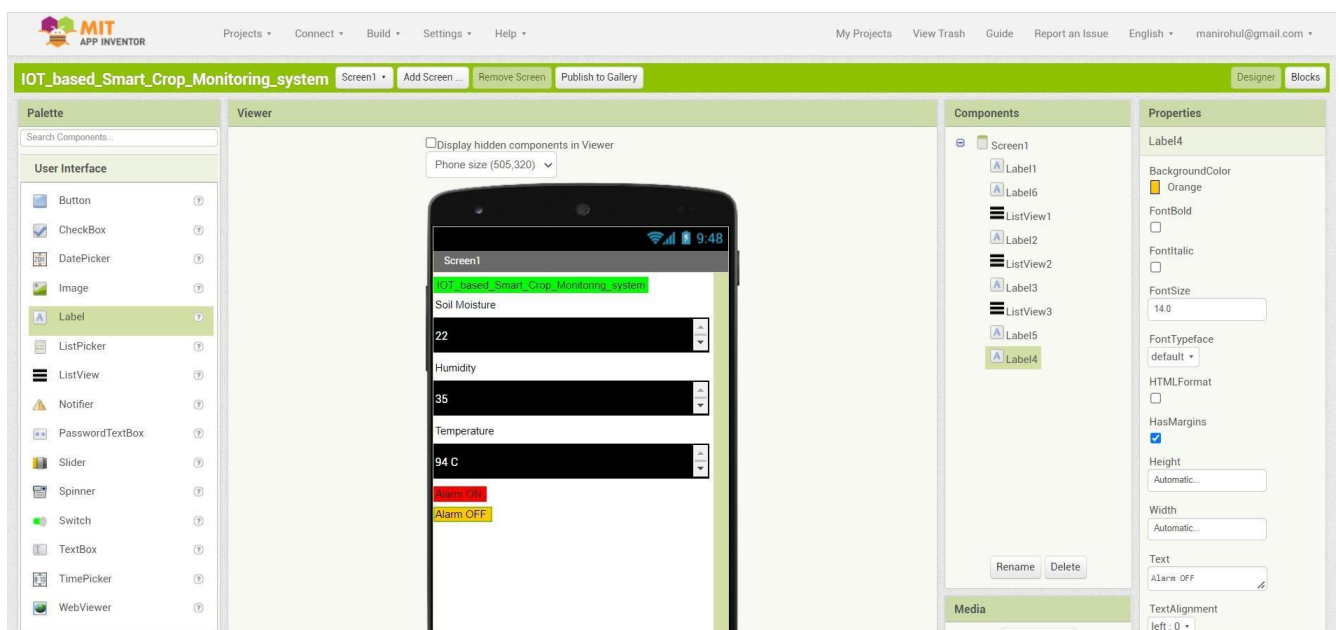 MIT
APP INVENTOR
Projects Connect Build Settings Help My Projects View Trash Guide Report an Issue English manirohul@gmail.com
IOT_based_Smart_Crop_Monitoring_system Screen1 Add Screen ... Remove Screen Publish to Gallery Designer Blocks
Palette
Search Components...
User Interface
Button
CheckBox
DatePicker
Image
Label
ListPicker
ListView
Notifier
PasswordTextBox
Slider
Spinner
Switch
TextBox
TimePicker
WebViewer
Viewer
Display hidden components in Viewer
Phone size (505,320)
9:48
Screen1
IOT_based_Smart_Crop_Monitoring_system
Soil Moisture
22
Humidity
35
Temperature
94 C
Alarm ON
Alarm OFF
Components
Screen1
Label1
Label6
ListView1
Label2
ListView2
Label3
ListView3
Label5
Label4
Rename Delete
Media
Properties
Label4
BackgroundColor
Orange
FontBold
FontItalic
FontSize
14.0
FontTypeface
default
HTMLFormat
HasMargins
Height
Automatic...
Width
Automatic...
Text
Alarm OFF
TextAlignment
left : 0